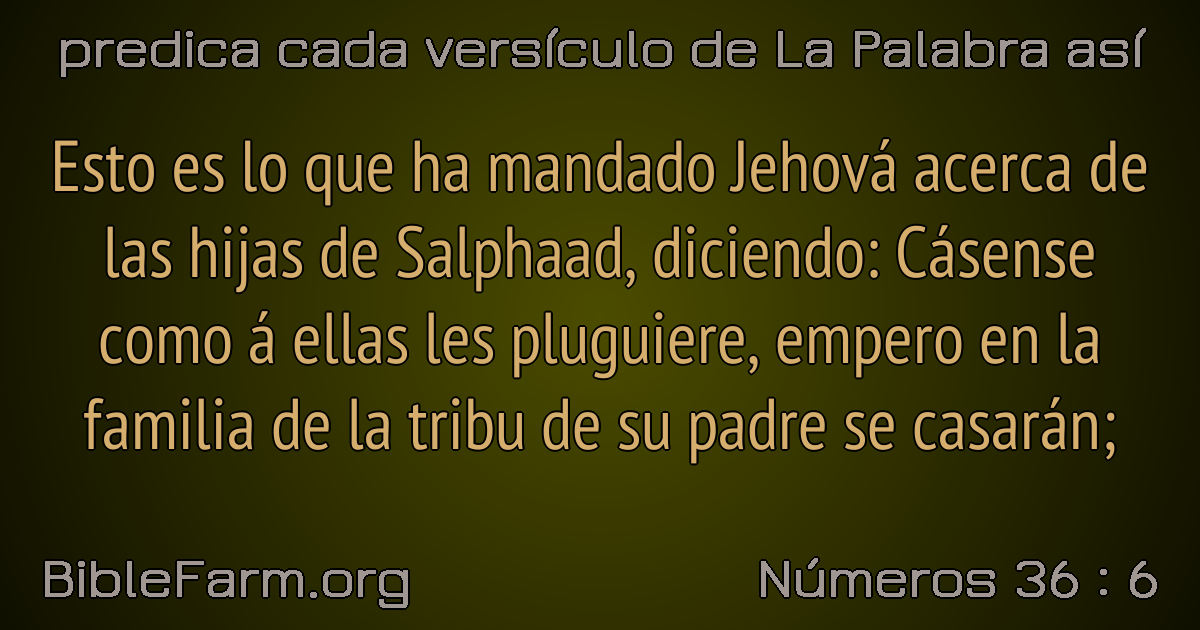 predica cada versículo de La Palabra así
Esto es lo que ha mandado Jehová acerca de
las hijas de Salphaad, diciendo: Cásense
como á ellas les pluguiere, empero en la
familia de la tribu de su padre se casarán;
BibleFarm.org
Números 36 : 6